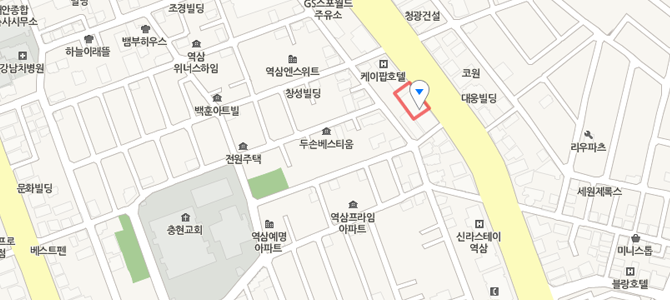 GS스포월드
주유소
빌딩
조경빌딩
청광건설
하늘이래뜰
뱀부하우스
역삼
위너스하임
강남치병원
역삼엔스위트
케이팝호텔
코원
창성빌딩
대웅빌딩
백훈아트빌
두손베스티움
리우파츠
전원주택
문화빌딩
세원제록스
충현교회
역삼프라임
아파트
역삼예명
아파트
신라스테이
역삼
베스트펜
미니스톱
블랑호텔